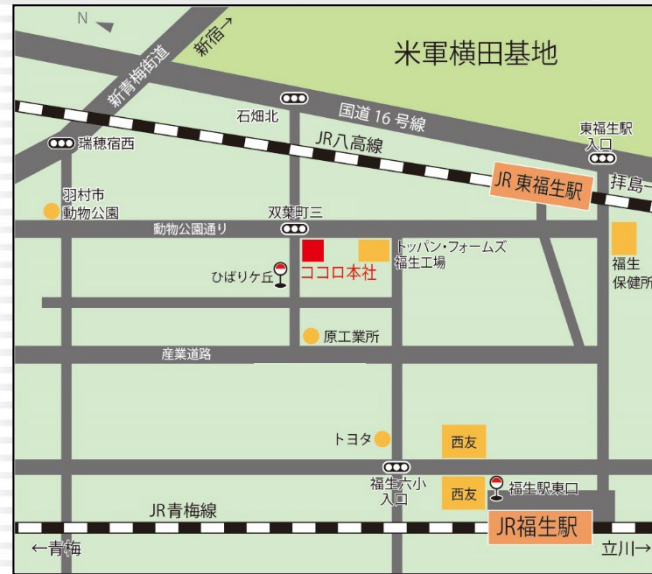 N
新宿→
新青梅街道
米軍横田基地
石畑北
国道16号線
東福生駅
入口
瑞穂宿西
JR八高線
JR 東福生駅
拝島→
羽村市
動物公園
双葉町三
動物公園通り
トッパン・フォームズ
福生工場
福生
保健所
ひばりケ丘
ココロ本社
原工業所
産業道路
トヨタ
西友
福生六小
入口
西友
福生駅東口
JR青梅線
JR福生駅
←青梅
立川→